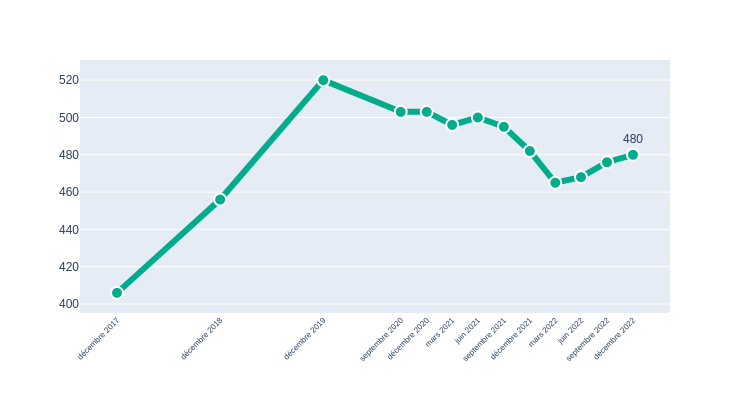 520
500
480
480
460
440
420
400
décembre 2017
décembre 2018
décembre 2019
septembre 2020
décembre 2020
mars 2021
juin 2021
septembre 2021
décembre 2021
mars 2022
juin 2022
septembre 2022
décembre 2022